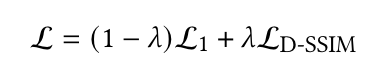 ℒ = (1 − λ)ℒ₁ + λℒ_D-SSIM